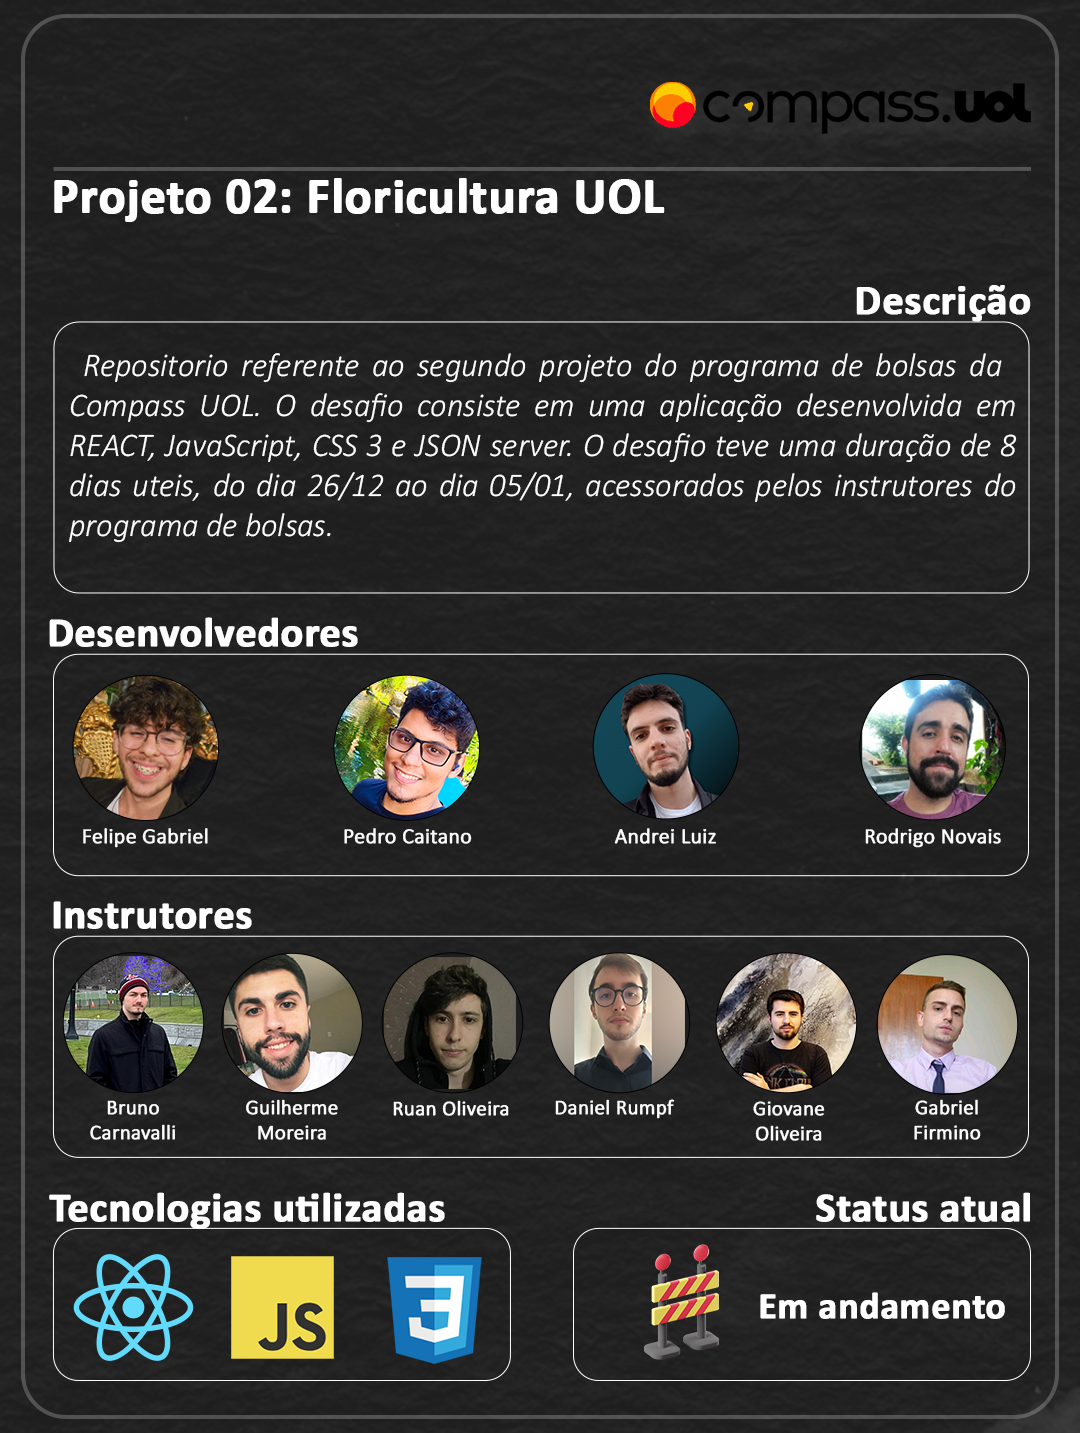 compass.uol
Projeto 02: Floricultura UOL
Descrição
Repositorio referente ao segundo projeto do programa de bolsas da
Compass UOL. O desafio consiste em uma aplicação desenvolvida em
REACT, JavaScript, CSS 3 e JSON server. O desafio teve uma duração de 8
dias uteis, do dia 26/12 ao dia 05/01, acessorados pelos instrutores do
programa de bolsas.
Desenvolvedores
Felipe Gabriel
Pedro Caitano
Andrei Luiz
Rodrigo Novais
Instrutores
Bruno
Carnavalli
Guilherme
Moreira
Ruan Oliveira
Daniel Rumpf
Giovane
Oliveira
Gabriel
Firmino
Tecnologias utilizadas
JS
3
Status atual
Em andamento